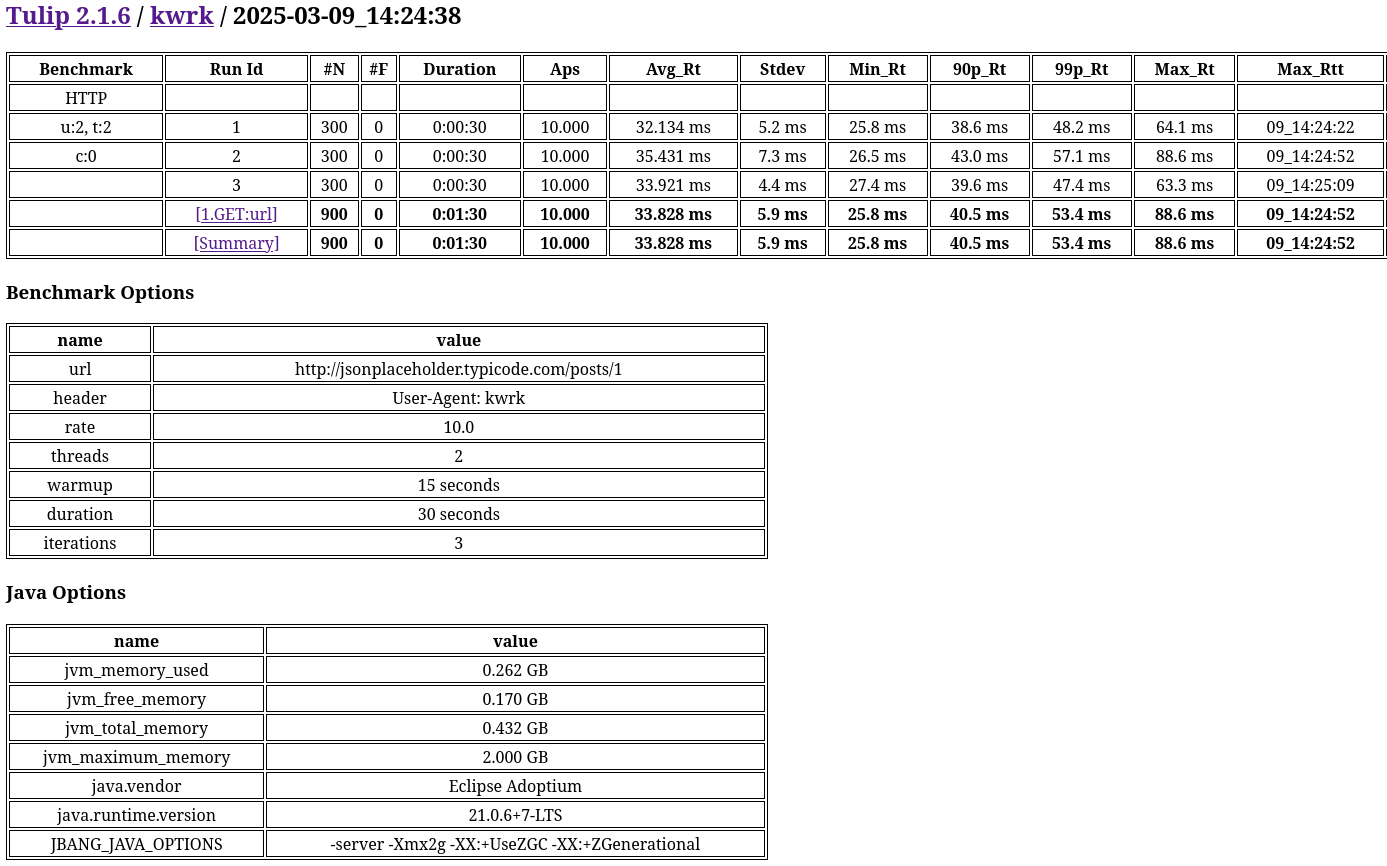 Tulip 2.1.6 / kwrk / 2025-03-09_14:24:38
Benchmark Run Id #N #F Duration Aps Avg_Rt Stdev Min_Rt 90p_Rt 99p_Rt Max_Rt Max_Rtt
HTTP
u:2, t:2 1 300 0 0:00:30 10.000 32.134 ms 5.2 ms 25.8 ms 38.6 ms 48.2 ms 64.1 ms 09_14:24:22
c:0 2 300 0 0:00:30 10.000 35.431 ms 7.3 ms 26.5 ms 43.0 ms 57.1 ms 88.6 ms 09_14:24:52
3 300 0 0:00:30 10.000 33.921 ms 4.4 ms 27.4 ms 39.6 ms 47.4 ms 63.3 ms 09_14:25:09
[1.GET:url] 900 0 0:01:30 10.000 33.828 ms 5.9 ms 25.8 ms 40.5 ms 53.4 ms 88.6 ms 09_14:24:52
[Summary] 900 0 0:01:30 10.000 33.828 ms 5.9 ms 25.8 ms 40.5 ms 53.4 ms 88.6 ms 09_14:24:52
Benchmark Options
name value
url http://jsonplaceholder.typicode.com/posts/1
header User-Agent: kwrk
rate 10.0
threads 2
warmup 15 seconds
duration 30 seconds
iterations 3
Java Options
name value
jvm_memory_used 0.262 GB
jvm_free_memory 0.170 GB
jvm_total_memory 0.432 GB
jvm_maximum_memory 2.000 GB
java.vendor Eclipse Adoptium
java.runtime.version 21.0.6+7-LTS
JBANG_JAVA_OPTIONS -server -Xmx2g -XX:+UseZGC -XX:+ZGenerational